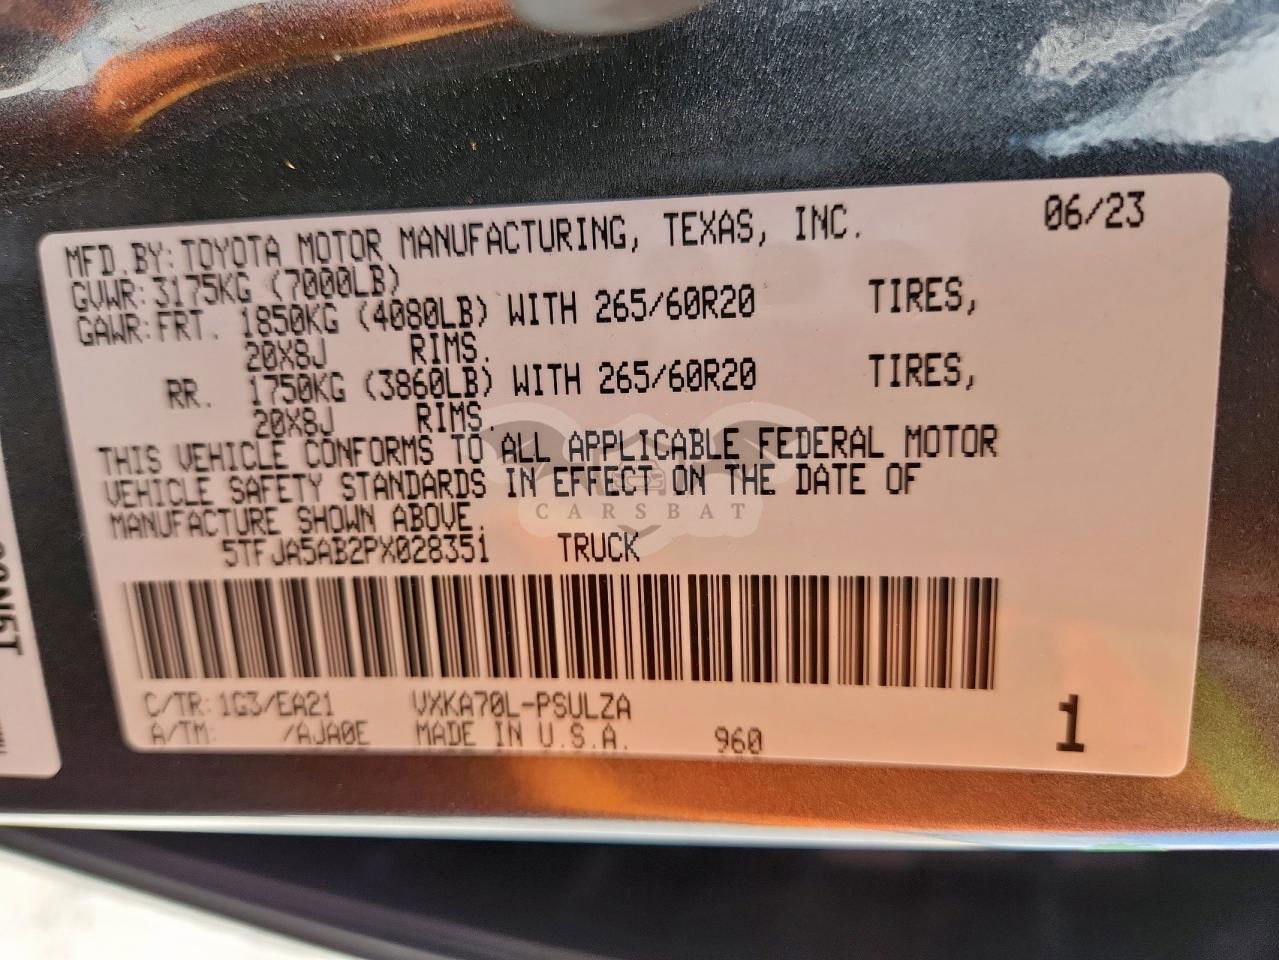 MFD.BY:TOYOTA MOTOR MANUFACTURING, TEXAS, INC. 06/23
GVWR:3175KG (7000LB)
GAWR:FRT. 1850KG (4080LB) WITH 265/60R20 TIRES,
20X8J RIMS.
RR. 1750KG (3860LB) WITH 265/60R20 TIRES,
20X8J RIMS.
THIS VEHICLE CONFORMS TO ALL APPLICABLE FEDERAL MOTOR
VEHICLE SAFETY STANDARDS IN EFFECT ON THE DATE OF
MANUFACTURE SHOWN ABOVE.
CARSBAT
5TFJA5AB2PX028351 TRUCK
C/TR:1G3/EA21 VXKA70L-PSULZA
A/TM: /AJA0E MADE IN U.S.A. 960 1